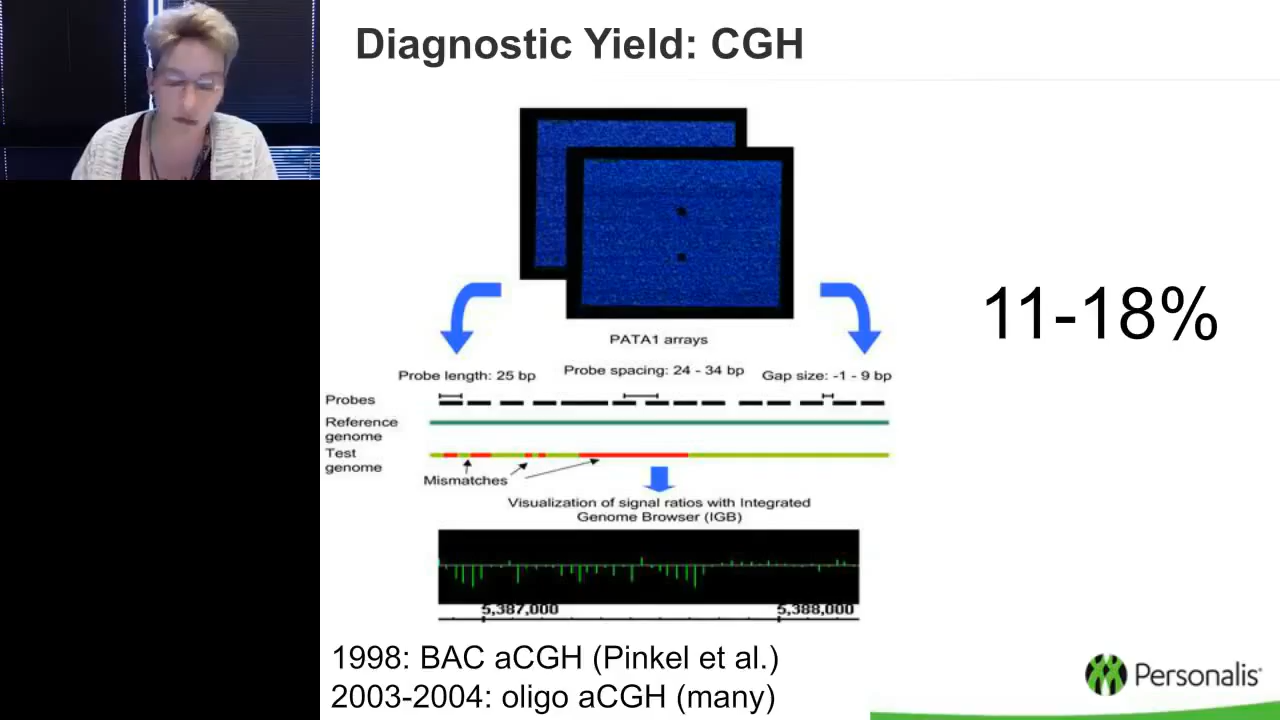 Diagnostic Yield: CGH
11-18%
PATA1 arrays
Probe length: 25 bp
Probe spacing: 24 - 34 bp
Gap size: -1 - 9 bp
Probes
Reference
genome
Test
genome
Mismatches
Visualization of signal ratios with Integrated
Genome Browser (IGB)
5,387,000
5,388,000
1998: BAC aCGH (Pinkel et al.)
2003-2004: oligo aCGH (many)
Personalis